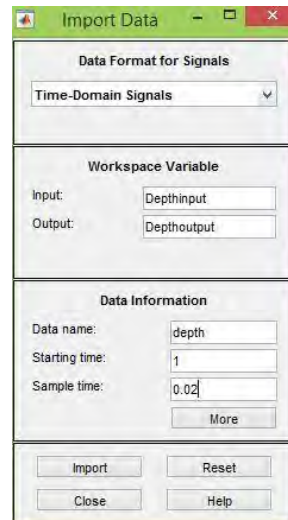 Import Data
Data Format for Signals
Time-Domain Signals
Workspace Variable
Input: Depthinput
Output: Depthoutput
Data Information
Data name: depth
Starting time: 1
Sample time: 0.02
More
Import Reset
Close Help